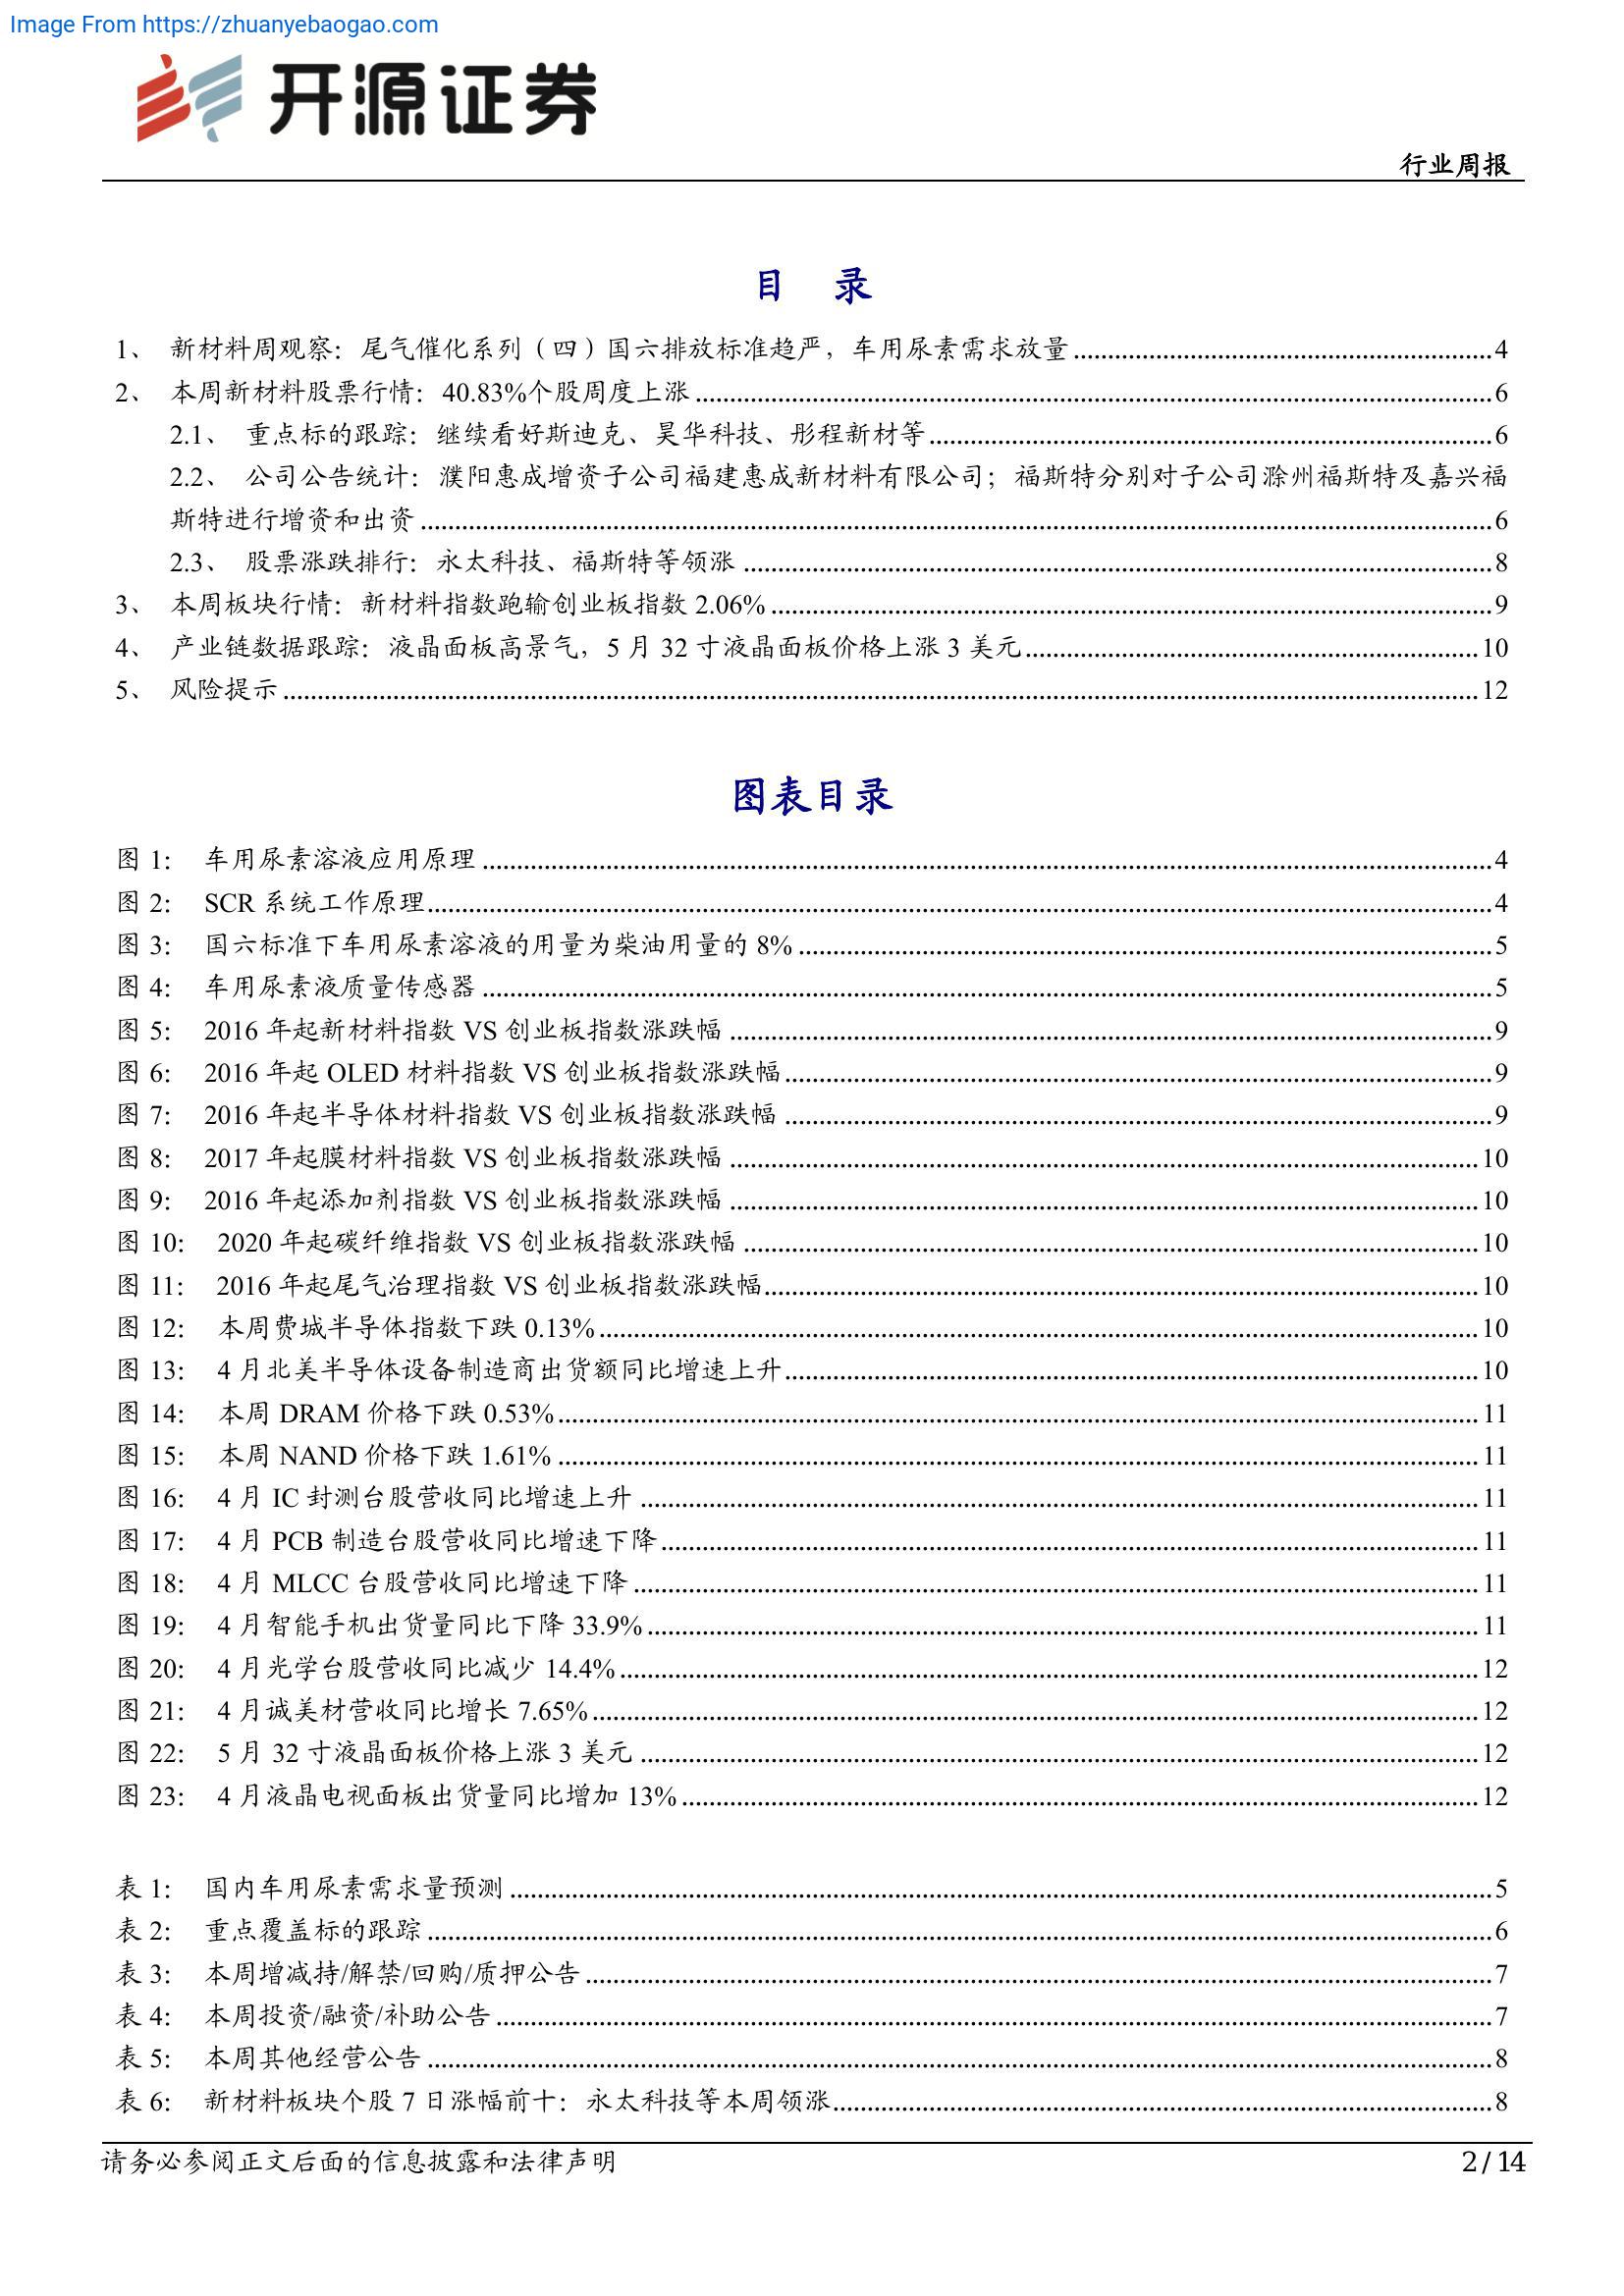 Image From https://zhuanyebaogao.com
开源证券
行业周报
目 录
1、 新材料周观察：尾气催化系列（四）国六排放标准趋严，车用尿素需求放量 4
2、 本周新材料股票行情：40.83%个股周度上涨 6
2.1、 重点标的跟踪：继续看好斯迪克、昊华科技、彤程新材等 6
2.2、 公司公告统计：濮阳惠成增资子公司福建惠成新材料有限公司；福斯特分别对子公司滁州福斯特及嘉兴福
斯特进行增资和出资 6
2.3、 股票涨跌排行：永太科技、福斯特等领涨 8
3、 本周板块行情：新材料指数跑输创业板指数 2.06% 9
4、 产业链数据跟踪：液晶面板高景气，5 月 32 寸液晶面板价格上涨 3 美元 10
5、 风险提示 12
图表目录
图 1： 车用尿素溶液应用原理 4
图 2： SCR 系统工作原理 4
图 3： 国六标准下车用尿素溶液的用量为柴油用量的 8% 5
图 4： 车用尿素液质量传感器 5
图 5： 2016 年起新材料指数 VS 创业板指数涨跌幅 9
图 6： 2016 年起 OLED 材料指数 VS 创业板指数涨跌幅 9
图 7： 2016 年起半导体材料指数 VS 创业板指数涨跌幅 9
图 8： 2017 年起膜材料指数 VS 创业板指数涨跌幅 10
图 9： 2016 年起添加剂指数 VS 创业板指数涨跌幅 10
图 10： 2020 年起碳纤维指数 VS 创业板指数涨跌幅 10
图 11： 2016 年起尾气治理指数 VS 创业板指数涨跌幅 10
图 12： 本周费城半导体指数下跌 0.13% 10
图 13： 4 月北美半导体设备制造商出货额同比增速上升 10
图 14： 本周 DRAM 价格下跌 0.53% 11
图 15： 本周 NAND 价格下跌 1.61% 11
图 16： 4 月 IC 封测台股营收同比增速上升 11
图 17： 4 月 PCB 制造台股营收同比增速下降 11
图 18： 4 月 MLCC 台股营收同比增速下降 11
图 19： 4 月智能手机出货量同比下降 33.9% 11
图 20： 4 月光学台股营收同比减少 14.4% 12
图 21： 4 月诚美材营收同比增长 7.65% 12
图 22： 5 月 32 寸液晶面板价格上涨 3 美元 12
图 23： 4 月液晶电视面板出货量同比增加 13% 12
表 1： 国内车用尿素需求量预测 5
表 2： 重点覆盖标的跟踪 6
表 3： 本周增减持/解禁/回购/质押公告 7
表 4： 本周投资/融资/补助公告 7
表 5： 本周其他经营公告 8
表 6： 新材料板块个股 7 日涨幅前十：永太科技等本周领涨 8
请务必参阅正文后面的信息披露和法律声明 2 / 14